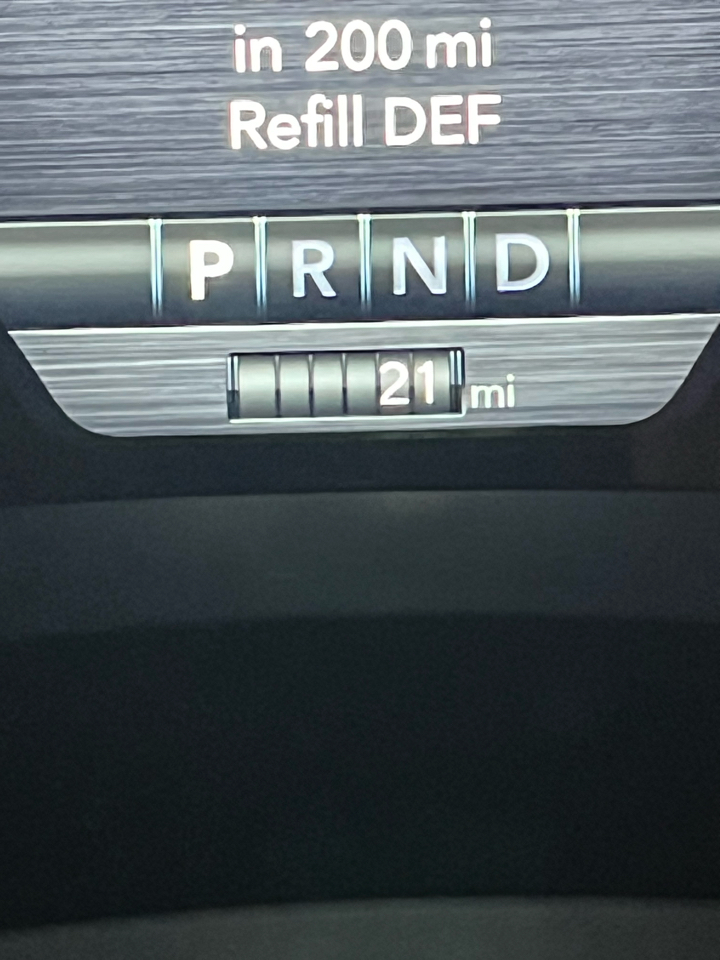 in 200 mi
Refill DEF
P R N D
21 mi